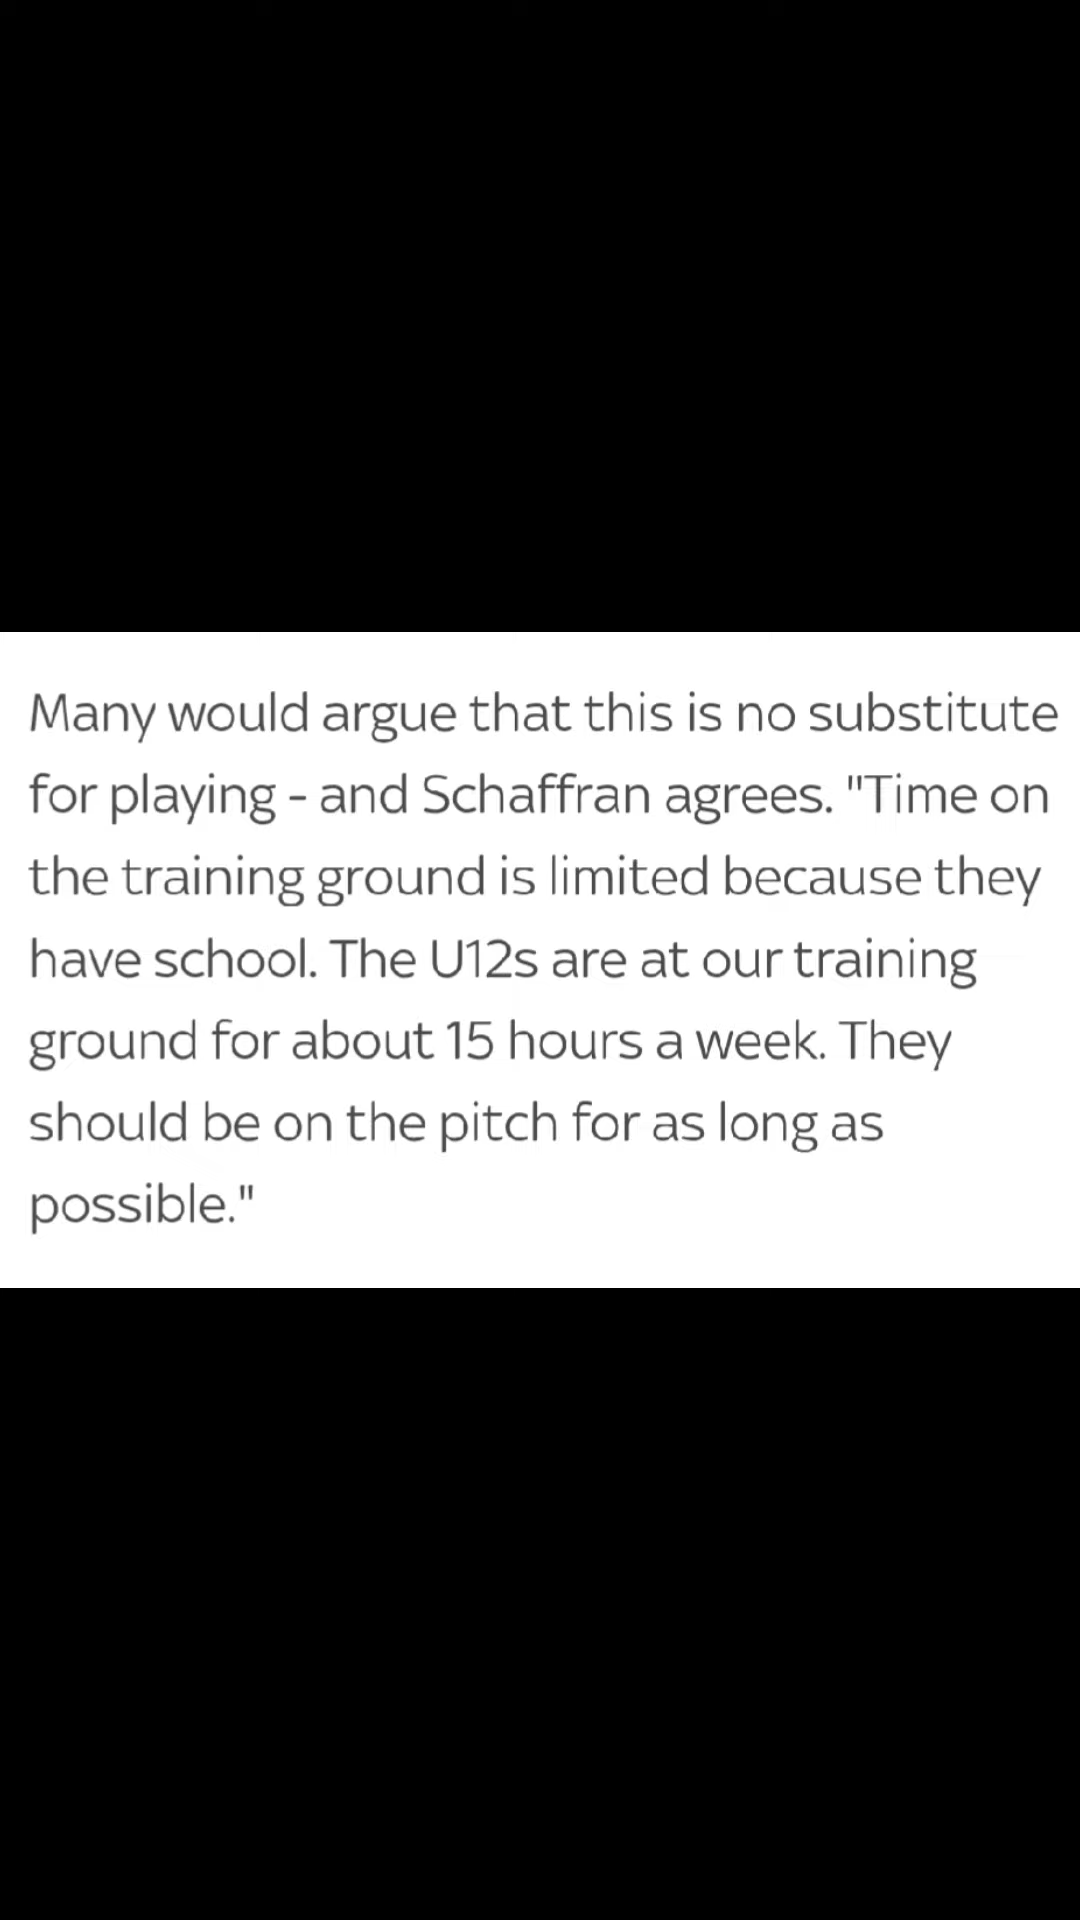 Many would argue that this is no substitute
for playing - and Schaffran agrees. "Time on
the training ground is limited because they
have school. The U12s are at our training
ground for about 15 hours a week. They
should be on the pitch for as long as
possible."